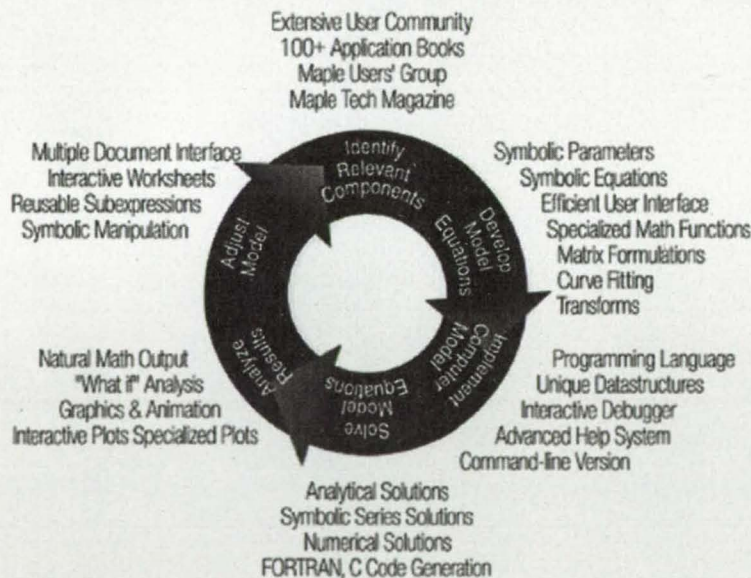 Extensive User Community
100+ Application Books
Maple Users' Group
Maple Tech Magazine
Identify
Relevant
Components
Symbolic Parameters
Symbolic Equations
Efficient User Interface
Specialized Math Functions
Matrix Formulations
Curve Fitting
Transforms
Develop
Model
Equations
Implement
Computer
Model
Programming Language
Unique Datastructures
Interactive Debugger
Advanced Help System
Command-line Version
Solve
Model
Equations
Analytical Solutions
Symbolic Series Solutions
Numerical Solutions
FORTRAN, C Code Generation
Analyze
Results
Natural Math Output
"What if" Analysis
Graphics & Animation
Interactive Plots Specialized Plots
Adjust
Model
Multiple Document Interface
Interactive Worksheets
Reusable Subexpressions
Symbolic Manipulation